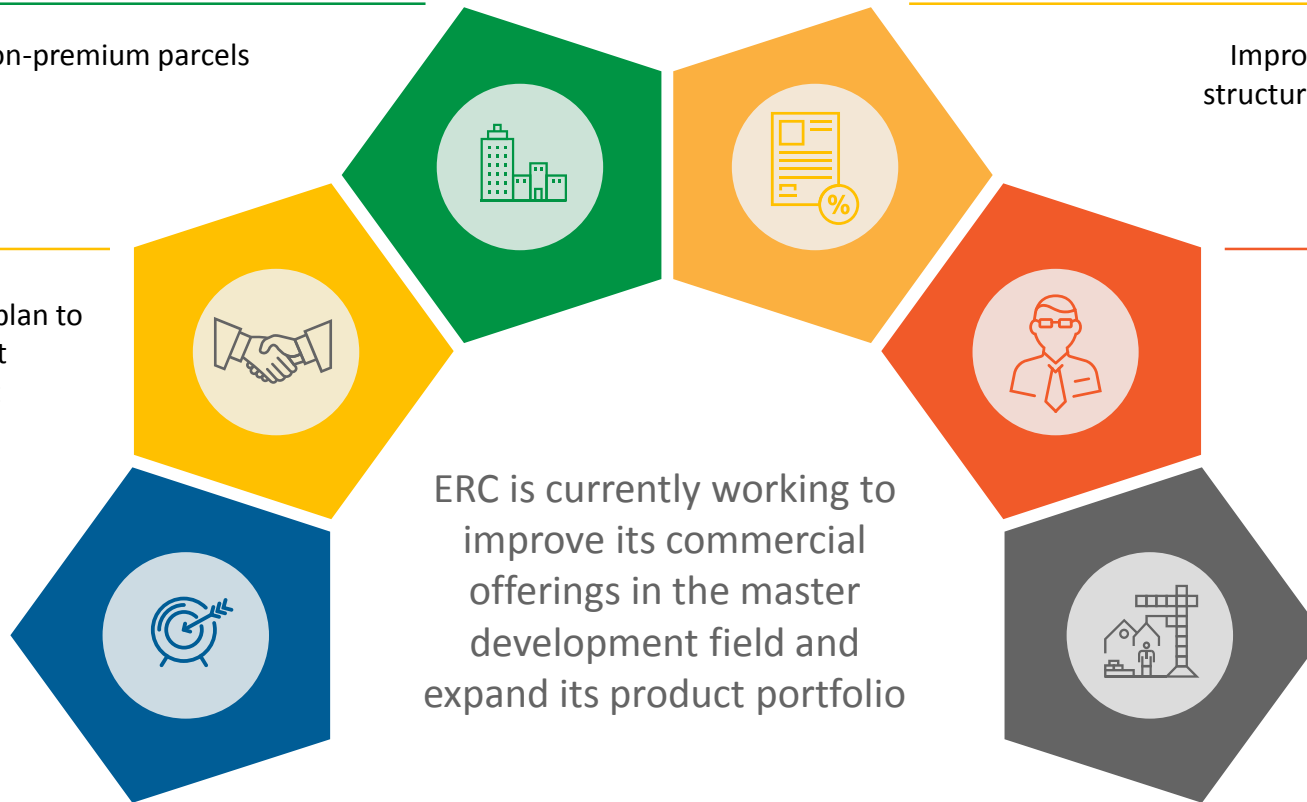 on-premium parcels
Impro
structur
%
plan to
t
ERC is currently working to
improve its commercial
offerings in the master
development field and
expand its product portfolio